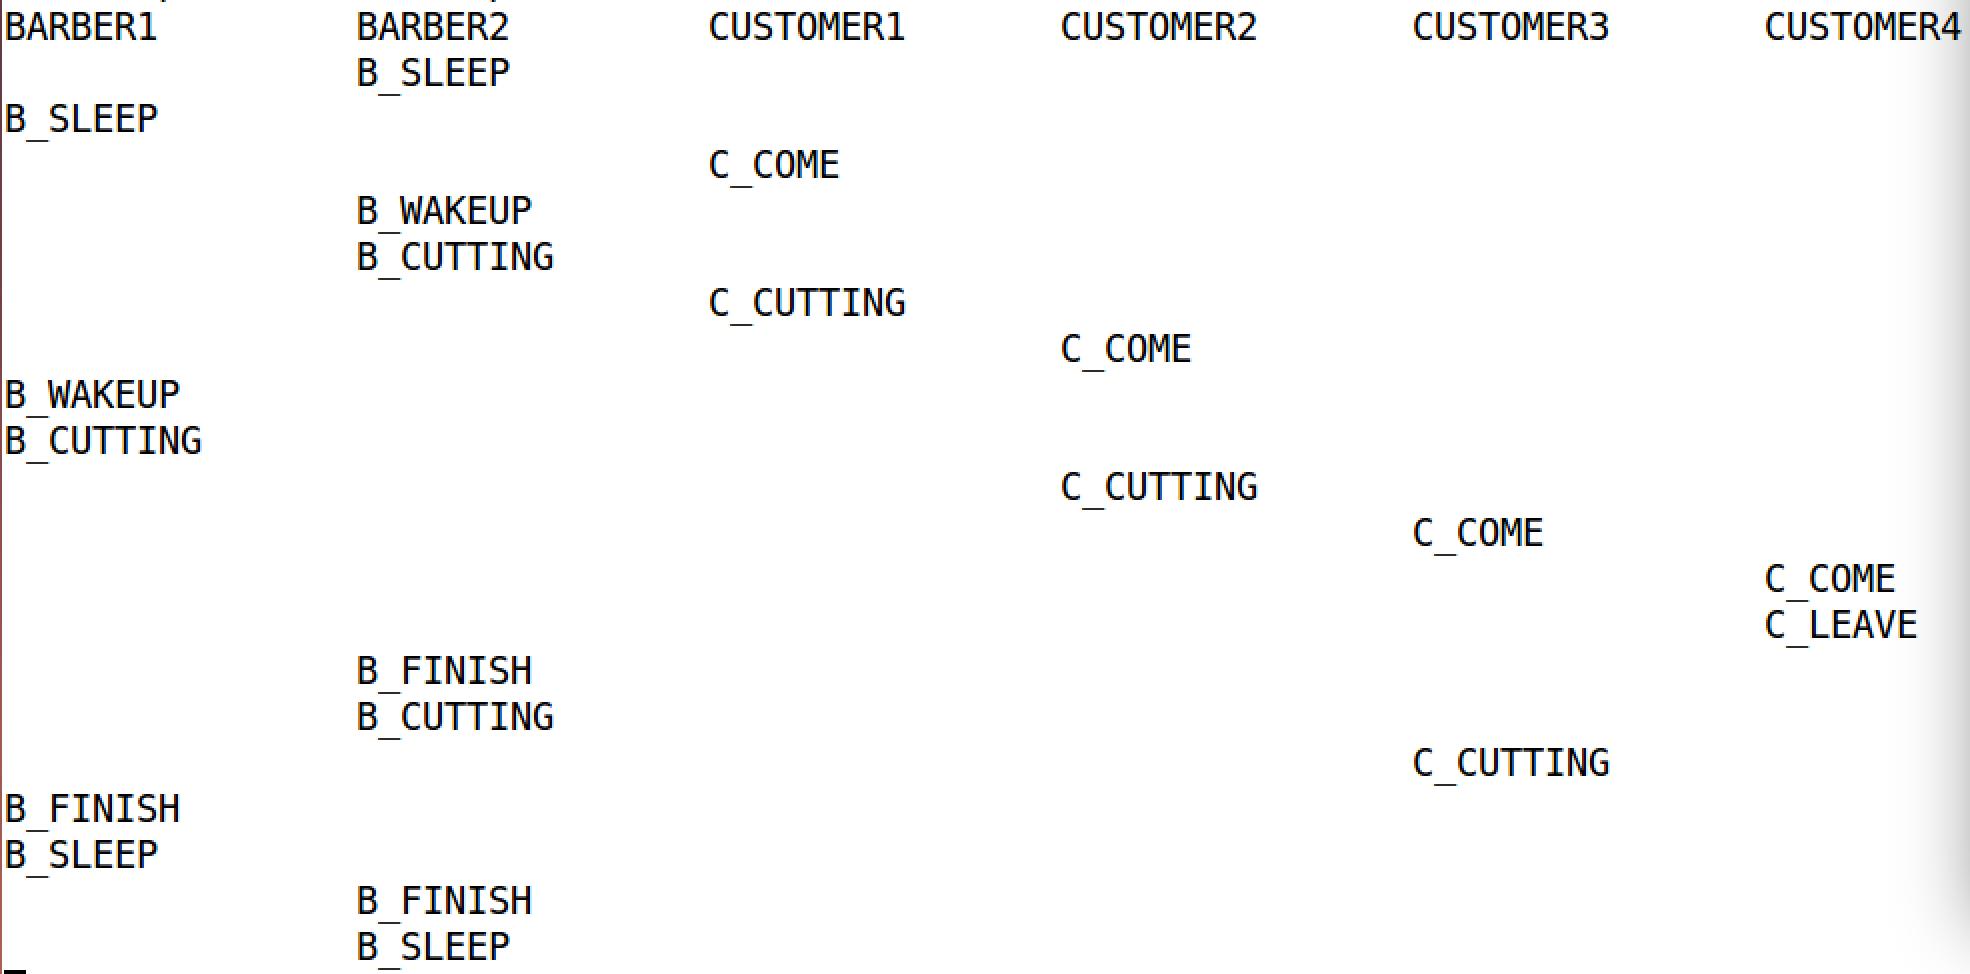 BARBER1 BARBER2 CUSTOMER1 CUSTOMER2 CUSTOMER3 CUSTOMER4
B_SLEEP
B_SLEEP
C_COME
B_WAKEUP
B_CUTTING
C_CUTTING
C_COME
B_WAKEUP
B_CUTTING
C_CUTTING
C_COME
C_COME
C_LEAVE
B_FINISH
B_CUTTING
C_CUTTING
B_FINISH
B_SLEEP
B_FINISH
B_SLEEP